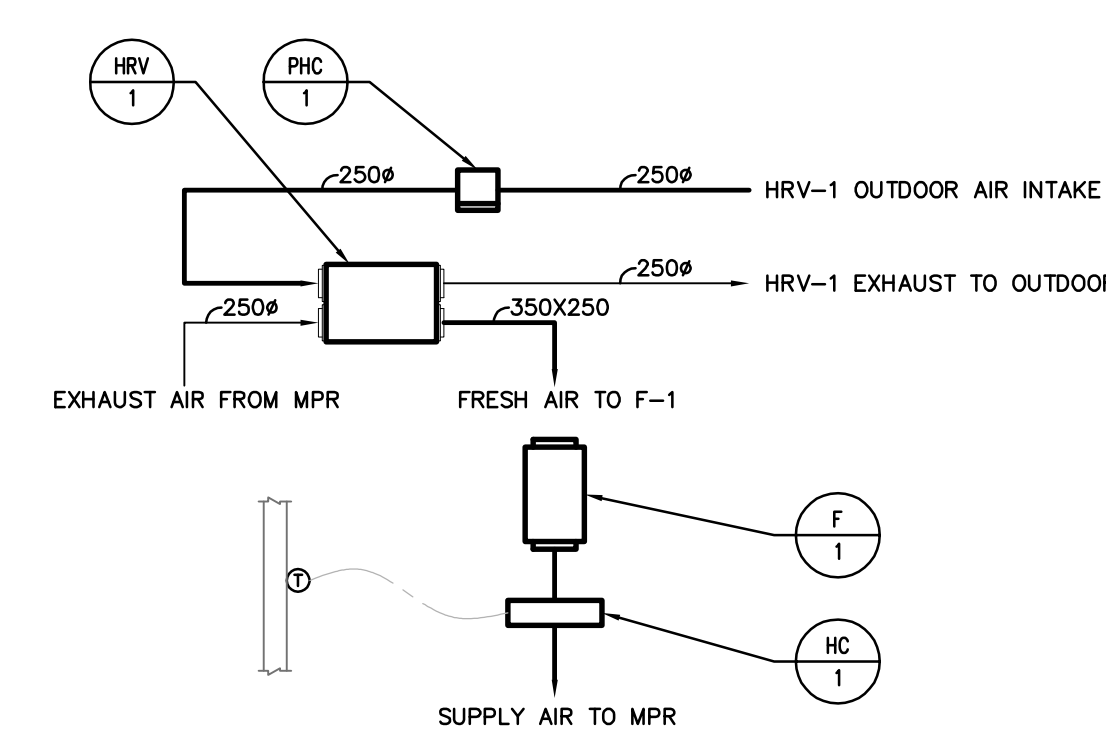 HRV
1
PHC
1
250ø
250ø
HRV-1 OUTDOOR AIR INTAKE
250ø
HRV-1 EXHAUST TO OUTDOOR
250ø
350X250
EXHAUST AIR FROM MPR
FRESH AIR TO F-1
F
1
T
HC
1
SUPPLY AIR TO MPR